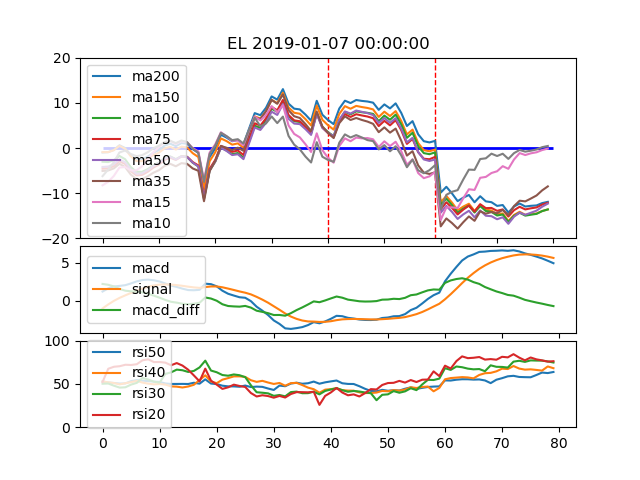 EL 2019-01-07 00:00:00
20
10
0
−10
−20
ma200
ma150
ma100
ma75
ma50
ma35
ma15
ma10
5
0
macd
signal
macd_diff
100
50
0
rsi50
rsi40
rsi30
rsi20
0 10 20 30 40 50 60 70 80